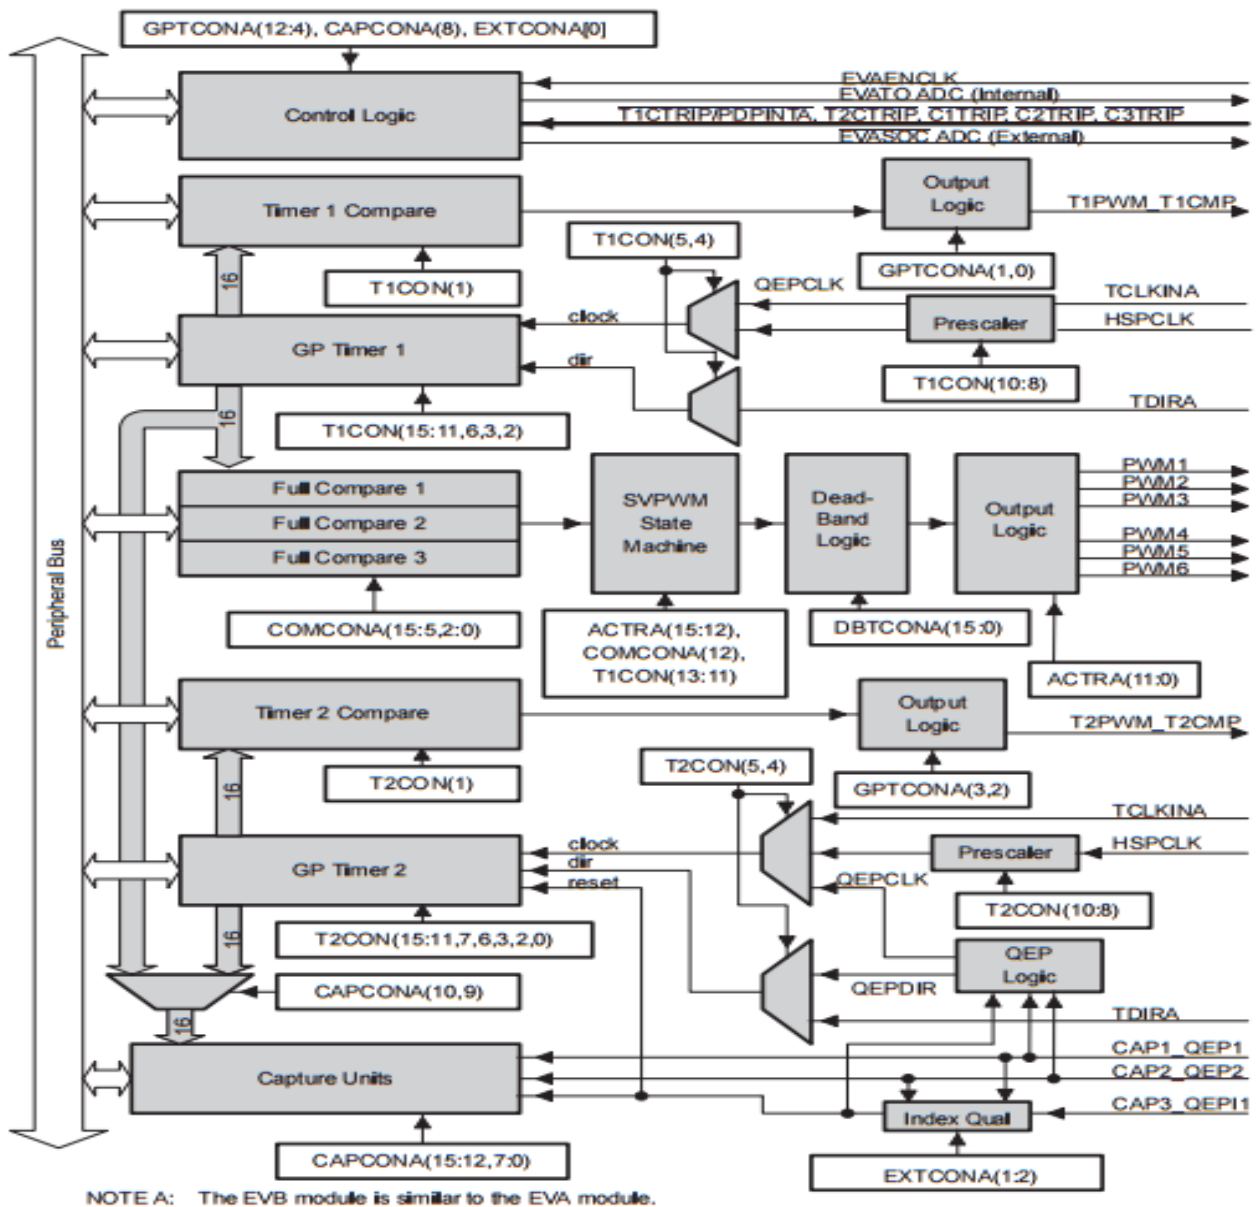 GPTCONA(12:4), CAPCONA(8), EXTCONA[0]
Control Logic
EVAENCLK
EVATO ADC (Internal)
T1CTRIP/PDPINTA, T2CTRIP, C1TRIP, C2TRIP, C3TRIP
EVASOC ADC (External)
Timer 1 Compare
Output
Logic
T1PWM_T1CMP
T1CON(5,4)
GPTCONA(1,0)
T1CON(1)
16
QEPCLK
TCLKINA
clock
Prescaler
HSPCLK
GP Timer 1
dir
T1CON(10:8)
TDIRA
16
T1CON(15:11,6,3,2)
Full Compare 1
Full Compare 2
Full Compare 3
SVPWM
State
Machine
Dead-
Band
Logic
Output
Logic
PWM1
PWM2
PWM3
PWM4
PWM5
PWM6
Peripheral Bus
COMCONA(15:5,2:0)
ACTRA(15:12),
COMCONA(12),
T1CON(13:11)
DBTCONA(15:0)
ACTRA(11:0)
Timer 2 Compare
Output
Logic
T2PWM_T2CMP
T2CON(5,4)
T2CON(1)
16
GPTCONA(3,2)
TCLKINA
clock
Prescaler
HSPCLK
GP Timer 2
dir
reset
QEPCLK
T2CON(10:8)
16
T2CON(15:11,7,6,3,2,0)
QEP
Logic
CAPCONA(10,9)
QEPDIR
TDIRA
16
CAP1_QEP1
Capture Units
CAP2_QEP2
Index Qual
CAP3_QEPI1
CAPCONA(15:12,7:0)
EXTCONA(1:2)
NOTE A: The EVB module is similar to the EVA module.